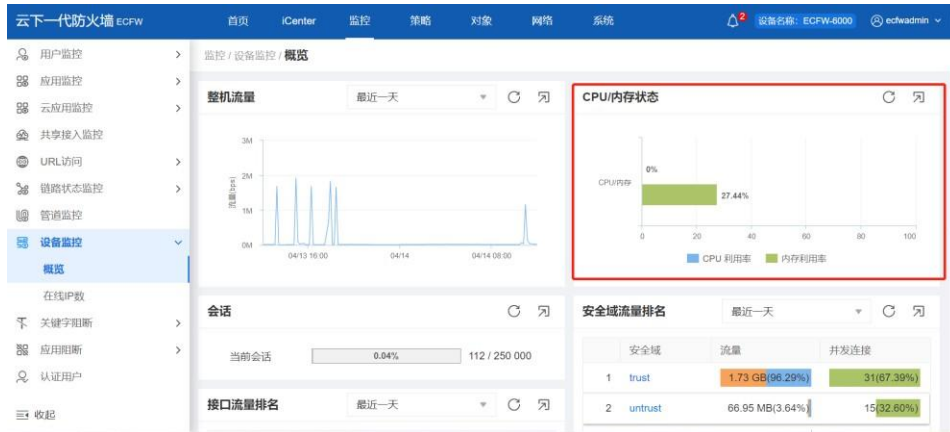 云下一代防火墙 ECFW
首页 iCenter 监控 策略 对象 网络 系统 2 设备名称：ECFW-6000 ecfwadmin
用户监控
应用监控
云应用监控
共享接入监控
URL访问
链路状态监控
管道监控
设备监控
概览
在线IP数
关键字阻断
应用阻断
认证用户
收起
监控 / 设备监控 / 概览
整机流量 最近一天
流量(bps)
3M
2M
1M
0M
04/13 16:00 04/14 04/14 08:00
CPU/内存状态
CPU/内存
0%
27.44%
0 20 40 60 80 100
CPU 利用率 内存利用率
会话
当前会话 0.04% 112 / 250 000
安全域流量排名 最近一天
安全域 流量 并发连接
1 trust 1.73 GB(96.29%) 31(67.39%)
2 untrust 66.95 MB(3.64%) 15(32.60%)
接口流量排名 最近一天